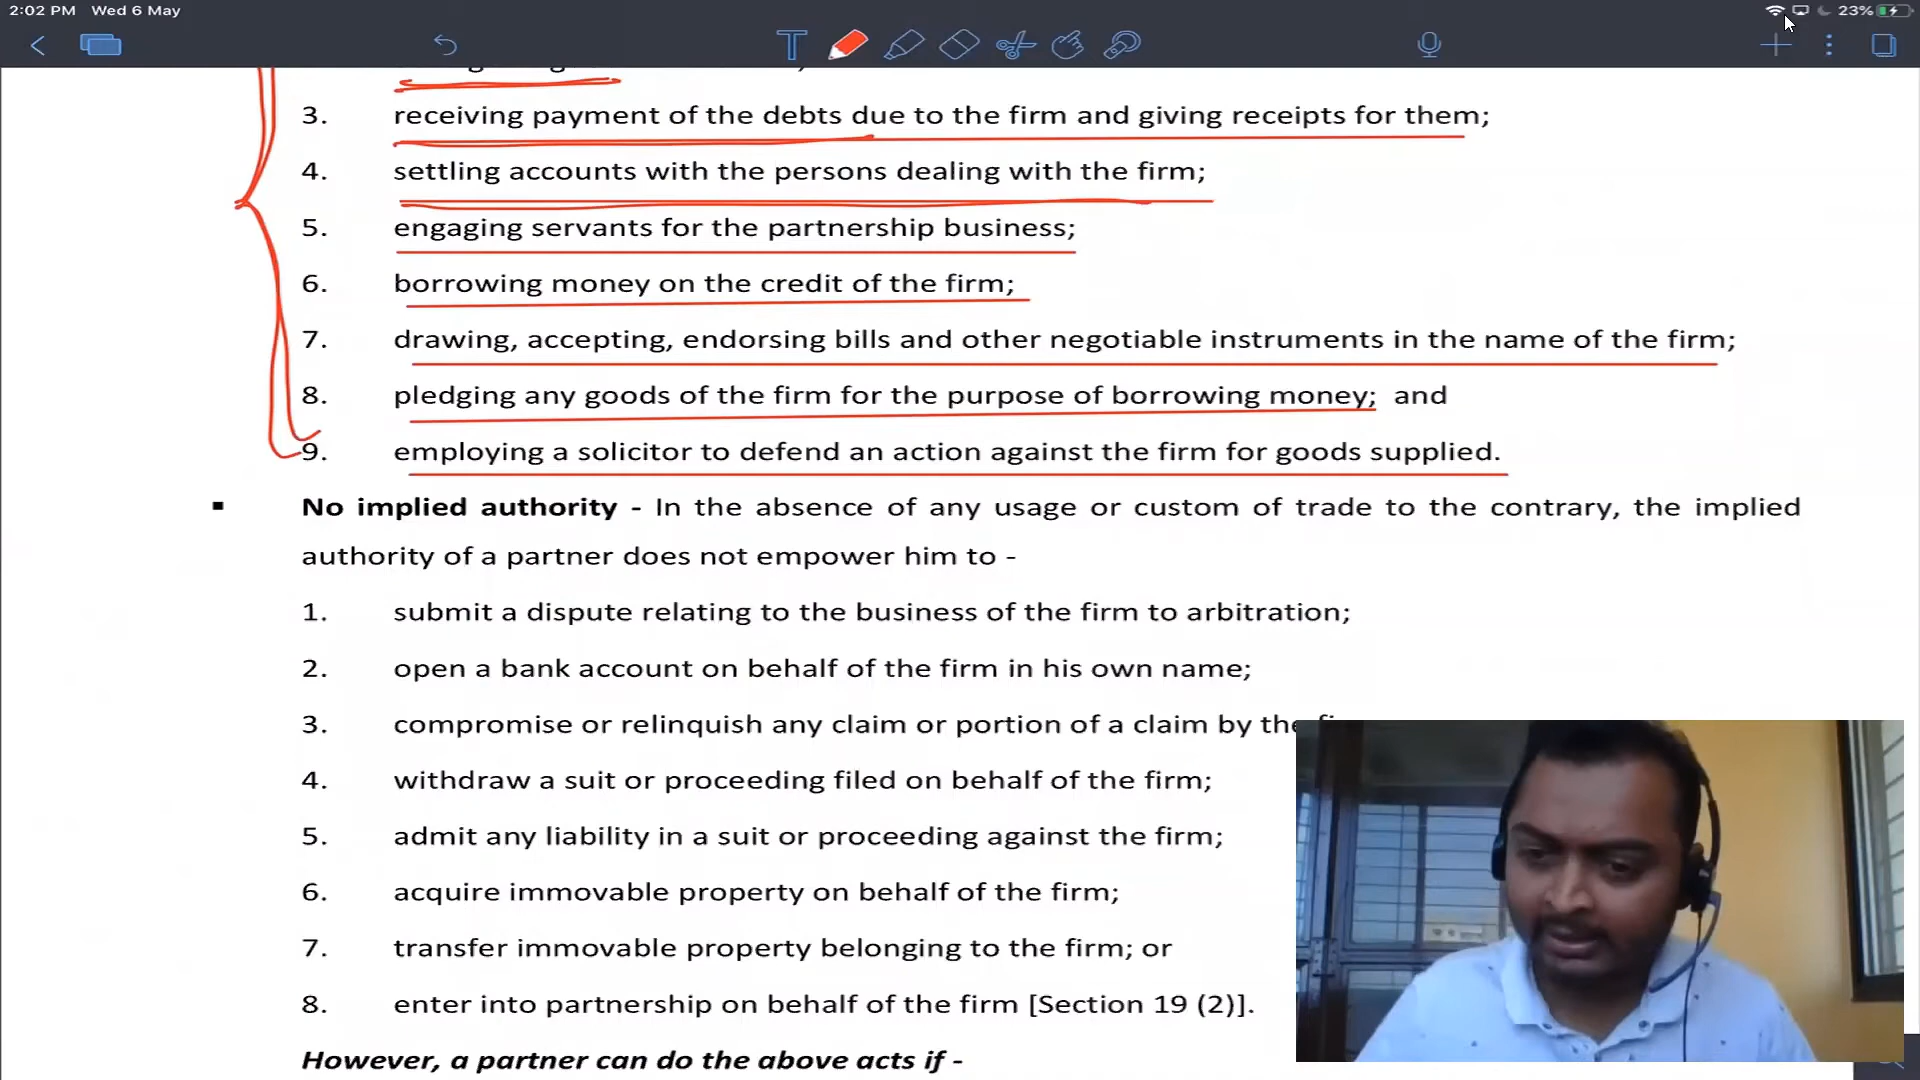 2:02 PM Wed 6 May
23%
T
3. receiving payment of the debts due to the firm and giving receipts for them;
4. settling accounts with the persons dealing with the firm;
5. engaging servants for the partnership business;
6. borrowing money on the credit of the firm;
7. drawing, accepting, endorsing bills and other negotiable instruments in the name of the firm;
8. pledging any goods of the firm for the purpose of borrowing money; and
9. employing a solicitor to defend an action against the firm for goods supplied.
▪ No implied authority - In the absence of any usage or custom of trade to the contrary, the implied
authority of a partner does not empower him to -
1. submit a dispute relating to the business of the firm to arbitration;
2. open a bank account on behalf of the firm in his own name;
3. compromise or relinquish any claim or portion of a claim by the
4. withdraw a suit or proceeding filed on behalf of the firm;
5. admit any liability in a suit or proceeding against the firm;
6. acquire immovable property on behalf of the firm;
7. transfer immovable property belonging to the firm; or
8. enter into partnership on behalf of the firm [Section 19 (2)].
However, a partner can do the above acts if -